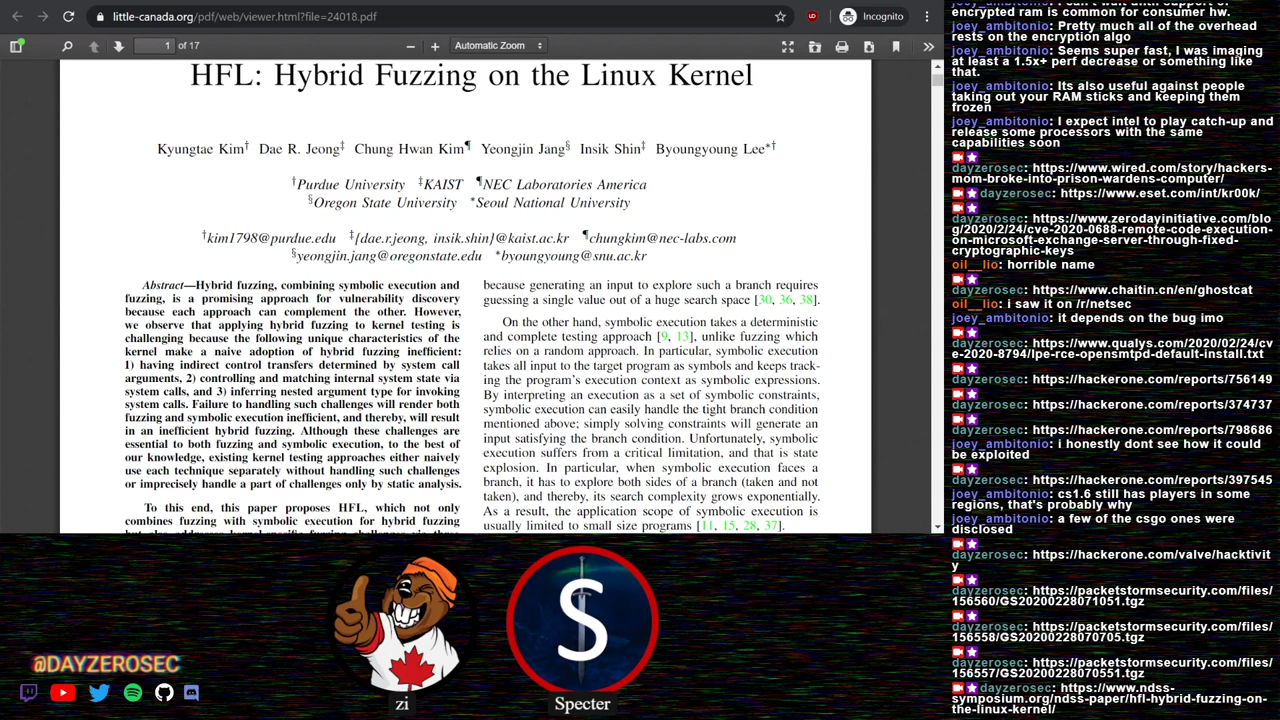 little-canada.org/pdf/web/viewer.html?file=24018.pdf
Incognito
1 of 17
Automatic Zoom
HFL: Hybrid Fuzzing on the Linux Kernel
Kyungtae Kim† Dae R. Jeong‡ Chung Hwan Kim¶ Yeongjin Jang§ Insik Shin‡ Byoungyoung Lee*†
†Purdue University ‡KAIST ¶NEC Laboratories America
§Oregon State University *Seoul National University
†kim1798@purdue.edu ‡{dae.r.jeong, insik.shin}@kaist.ac.kr ¶chungkim@nec-labs.com
§yeongjin.jang@oregonstate.edu *byoungyoung@snu.ac.kr
Abstract—Hybrid fuzzing, combining symbolic execution and
fuzzing, is a promising approach for vulnerability discovery
because each approach can complement the other. However,
we observe that applying hybrid fuzzing to kernel testing is
challenging because the following unique characteristics of the
kernel make a naive adoption of hybrid fuzzing inefficient:
1) having indirect control transfers determined by system call
arguments, 2) controlling and matching internal system state via
system calls, and 3) inferring nested argument type for invoking
system calls. Failure to handling such challenges will render both
fuzzing and symbolic execution inefficient, and thereby, will result
in an inefficient hybrid fuzzing. Although these challenges are
essential to both fuzzing and symbolic execution, to the best of
our knowledge, existing kernel testing approaches either naively
use each technique separately without handling such challenges
or imprecisely handle a part of challenges only by static analysis.
To this end, this paper proposes HFL, which not only
combines fuzzing with symbolic execution for hybrid fuzzing
because generating an input to explore such a branch requires
guessing a single value out of a huge search space [30, 36, 38].
On the other hand, symbolic execution takes a deterministic
and complete testing approach [9, 13], unlike fuzzing which
relies on a random approach. In particular, symbolic execution
takes all input to the target program as symbols and keeps track-
ing the program's execution context as symbolic expressions.
By interpreting an execution as a set of symbolic constraints,
symbolic execution can easily handle the tight branch condition
mentioned above; simply solving constraints will generate an
input satisfying the branch condition. Unfortunately, symbolic
execution suffers from a critical limitation, and that is state
explosion. In particular, when symbolic execution faces a
branch, it has to explore both sides of a branch (taken and not
taken), and thereby, its search complexity grows exponentially.
As a result, the application scope of symbolic execution is
usually limited to small size programs [11, 15, 28, 37].
encrypted ram is common for consumer hw.
joey_ambitonio: Pretty much all of the overhead
rests on the encryption algo
joey_ambitonio: Seems super fast, I was imaging
at least a 1.5x+ perf decrease or something like
that.
joey_ambitonio: Its also useful against people
taking out your RAM sticks and keeping them
frozen
joey_ambitonio: I expect intel to play catch-up and
release some processors with the same
capabilities soon
dayzerosec: https://www.wired.com/story/hackers-
mom-broke-into-prison-wardens-computer/
dayzerosec: https://www.eset.com/int/kr00k/
dayzerosec: https://www.zerodayinitiative.com/blo
g/2020/2/24/cve-2020-0688-remote-code-execution-
on-microsoft-exchange-server-through-fixed-
cryptographic-keys
oil__lio: horrible name
dayzerosec: https://www.chaitin.cn/en/ghostcat
oil__lio: i saw it on /r/netsec
joey_ambitonio: it depends on the bug imo
dayzerosec: https://www.qualys.com/2020/02/24/cv
e-2020-8794/lpe-rce-opensmtpd-default-install.txt
dayzerosec: https://hackerone.com/reports/756149
dayzerosec: https://hackerone.com/reports/374737
dayzerosec: https://hackerone.com/reports/798686
joey_ambitonio: i honestly dont see how it could
be exploited
dayzerosec: https://hackerone.com/reports/397545
joey_ambitonio: cs1.6 still has players in some
regions, that's probably why
joey_ambitonio: a few of the csgo ones were
disclosed
dayzerosec: https://hackerone.com/valve/hacktivit
y
dayzerosec: https://packetstormsecurity.com/files/
156560/GS20200228071051.tgz
dayzerosec: https://packetstormsecurity.com/files/
156558/GS20200228070705.tgz
dayzerosec: https://packetstormsecurity.com/files/
156557/GS20200228070551.tgz
dayzerosec: https://www.ndss-
symposium.org/ndss-paper/hfl-hybrid-fuzzing-on-
the-linux-kernel/
@DAYZEROSEC
S
zi
Specter